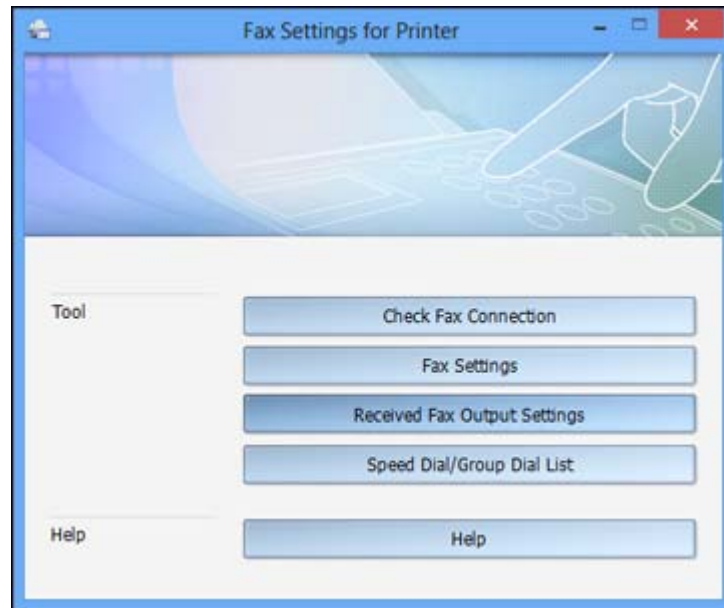 Fax Settings for Printer
Tool
Check Fax Connection
Fax Settings
Received Fax Output Settings
Speed Dial/Group Dial List
Help
Help